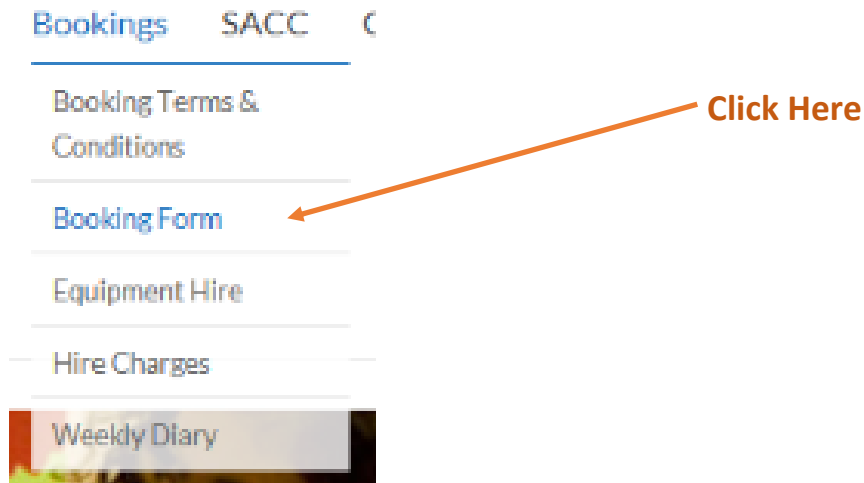 Bookings SACC
Booking Terms &
Conditions
Click Here
Booking Form
Equipment Hire
Hire Charges
Weekly Diary